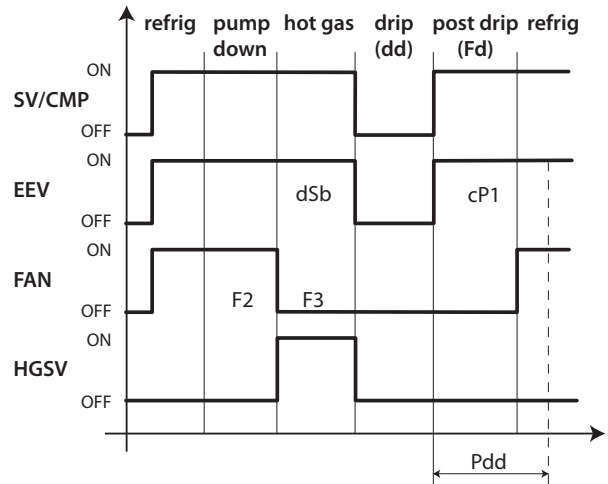 refrig pump down hot gas drip (dd) post drip (Fd) refrig
ON
SV/CMP
OFF
ON
EEV
dSb cP1
OFF
ON
FAN
F2 F3
OFF
ON
HGSV
OFF
Pdd